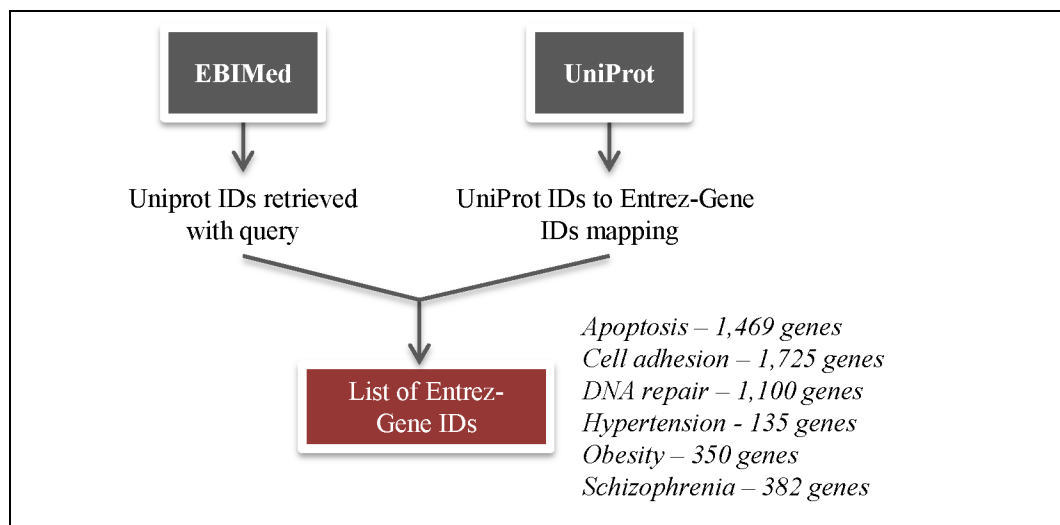 EBIMed
UniProt
Uniprot IDs retrieved
with query
UniProt IDs to Entrez-Gene
IDs mapping
List of Entrez-
Gene IDs
Apoptosis – 1,469 genes
Cell adhesion – 1,725 genes
DNA repair – 1,100 genes
Hypertension - 135 genes
Obesity – 350 genes
Schizophrenia – 382 genes